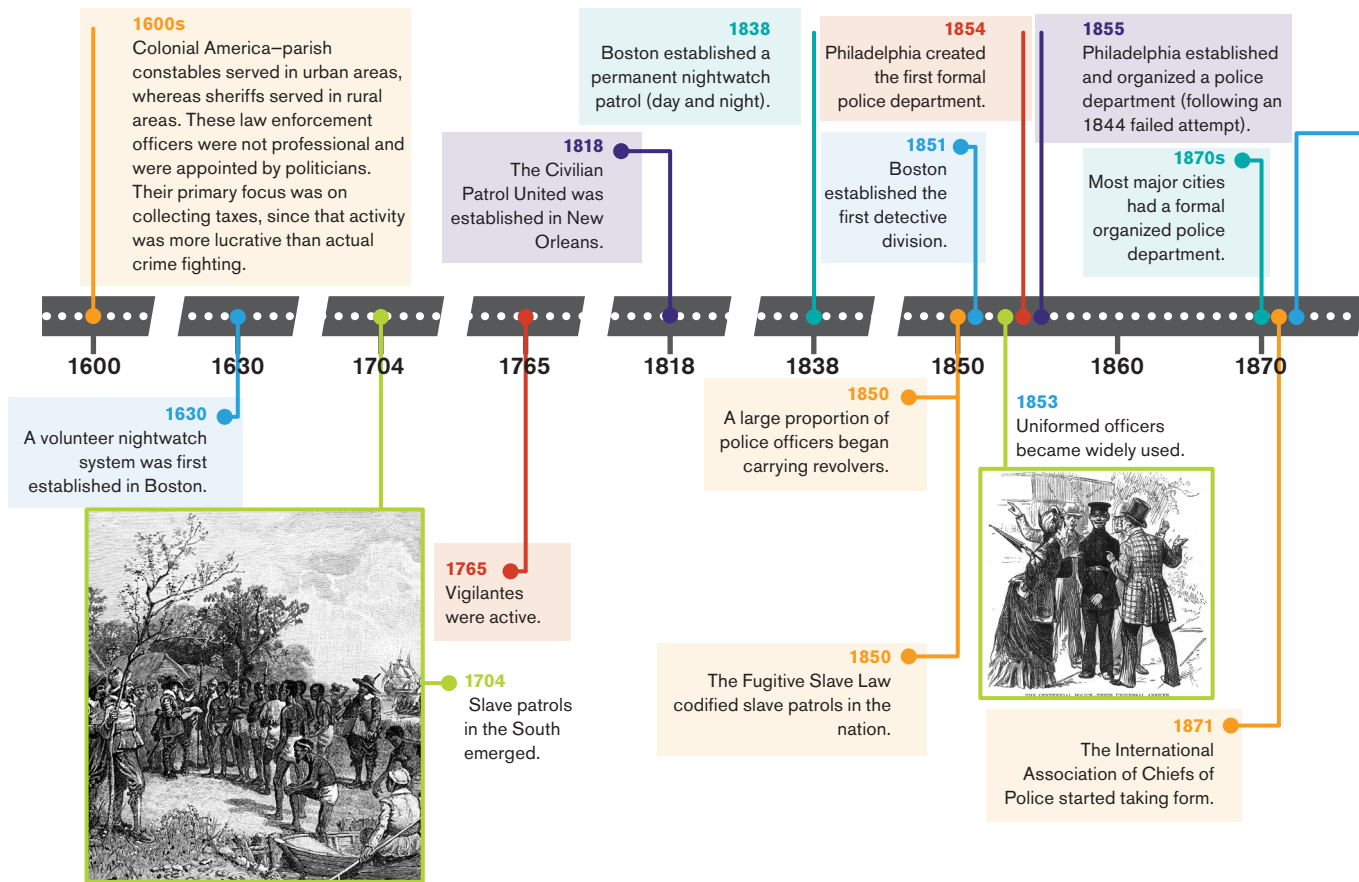 1600s
Colonial America—parish
constables served in urban areas,
whereas sheriffs served in rural
areas. These law enforcement
officers were not professional and
were appointed by politicians.
Their primary focus was on
collecting taxes, since that activity
was more lucrative than actual
crime fighting.
1818
The Civilian
Patrol United was
established in New
Orleans.
1838
Boston established a
permanent nightwatch
patrol (day and night).
1854
Philadelphia created
the first formal
police department.
1851
Boston
established the
first detective
division.
1855
Philadelphia established
and organized a police
department (following an
1844 failed attempt).
1870s
Most major cities
had a formal
organized police
department.
1600
1630
1704
1765
1818
1838
1850
1860
1870
1630
A volunteer nightwatch
system was first
established in Boston.
1765
Vigilantes
were active.
1704
Slave patrols
in the South
emerged.
1850
A large proportion of
police officers began
carrying revolvers.
1850
The Fugitive Slave Law
codified slave patrols in the
nation.
1853
Uniformed officers
became widely used.
1871
The International
Association of Chiefs of
Police started taking form.